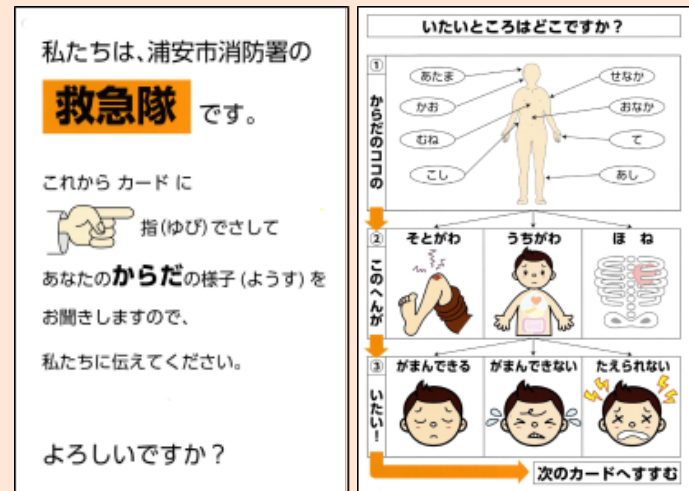 私たちは、浦安市消防署の
救急隊 です。
これから カード に
指(ゆび)でさして
あなたのからだの様子(ようす)を
お聞きしますので、
私たちに伝えてください。
よろしいですか？
いたいところはどこですか？
① からだのココの
あたま
せなか
かお
おなか
むね
て
こし
あし
② このへんが
そとがわ
うちがわ
ほ ね
③ いたい！
がまんできる
がまんできない
たえられない
次のカードへすすむ